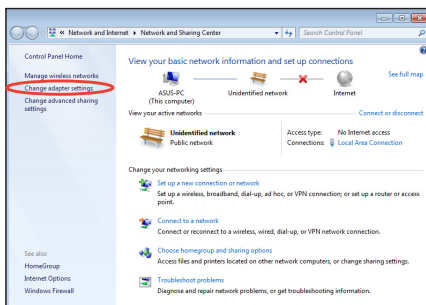 « Network and Internet ▸ Network and Sharing Center
Search Control Panel
Control Panel Home
Manage wireless networks
Change adapter settings
Change advanced sharing
settings
View your basic network information and set up connections
See full map
ASUS-PC
(This computer)
Unidentified network
Internet
View your active networks
Connect or disconnect
Unidentified network
Public network
Access type: No Internet access
Connections: Local Area Connection
Change your networking settings
Set up a new connection or network
Set up a wireless, broadband, dial-up, ad hoc, or VPN connection; or set up a router or access
point.
Connect to a network
Connect or reconnect to a wireless, wired, dial-up, or VPN network connection.
Choose homegroup and sharing options
Access files and printers located on other network computers, or change sharing settings.
Troubleshoot problems
Diagnose and repair network problems, or get troubleshooting information.
See also
HomeGroup
Internet Options
Windows Firewall